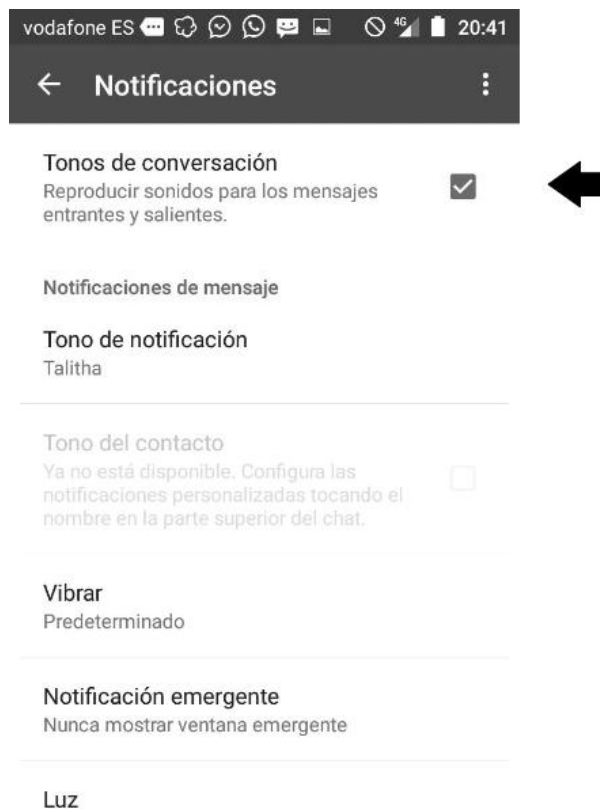 vodafone ES 4G 20:41
Notificaciones
Tonos de conversación
Reproducir sonidos para los mensajes
entrantes y salientes.
Notificaciones de mensaje
Tono de notificación
Talitha
Tono del contacto
Ya no está disponible. Configura las
notificaciones personalizadas tocando el
nombre en la parte superior del chat.
Vibrar
Predeterminado
Notificación emergente
Nunca mostrar ventana emergente
Luz